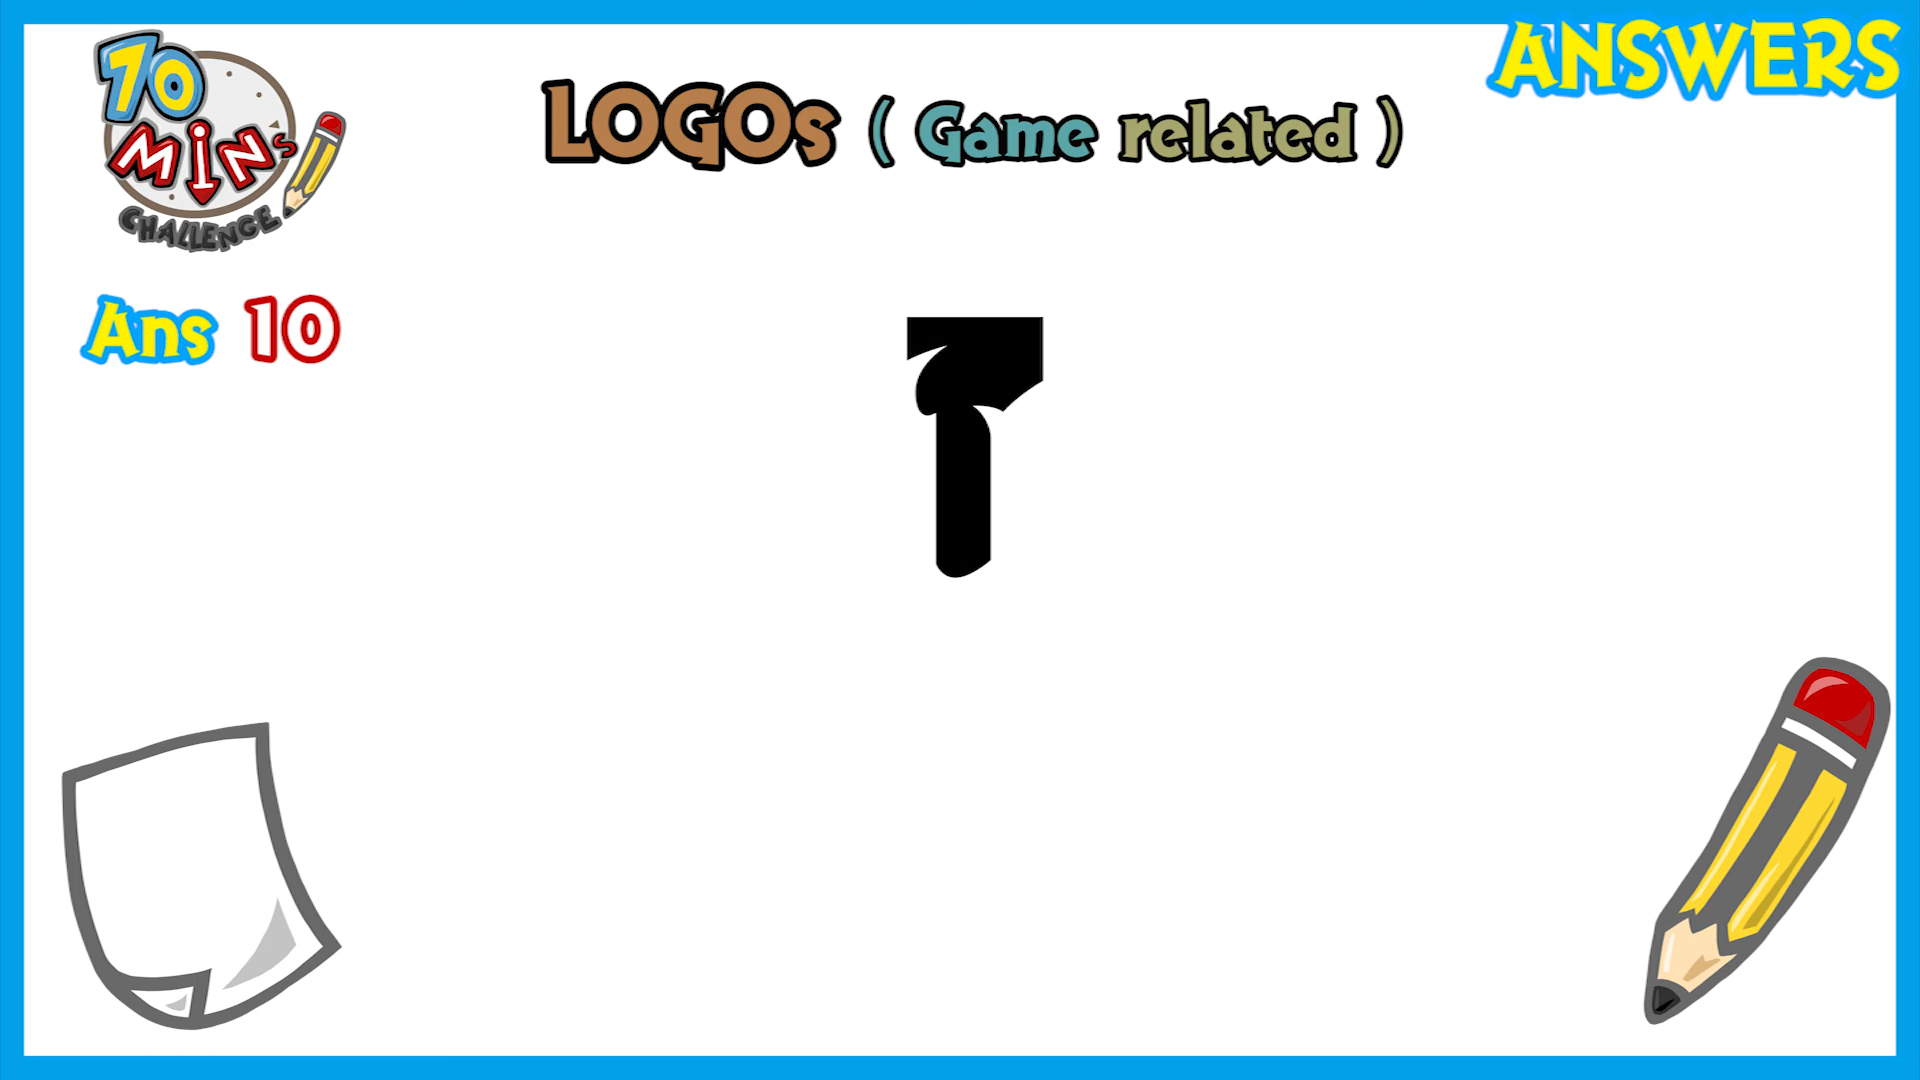 70
MINs
CHALLENGE
LOGOs ( Game related )
ANSWERS
Ans 10